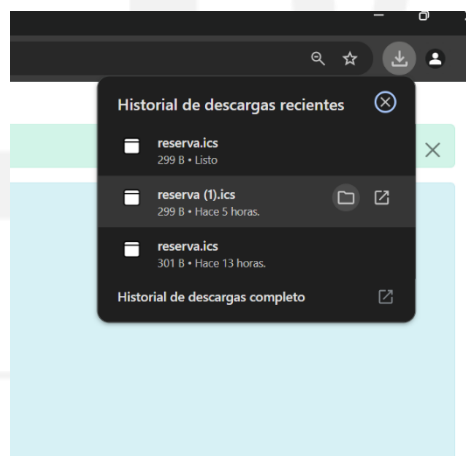 Historial de descargas recientes
reserva.ics
299 B • Listo
reserva (1).ics
299 B • Hace 5 horas.
reserva.ics
301 B • Hace 13 horas.
Historial de descargas completo